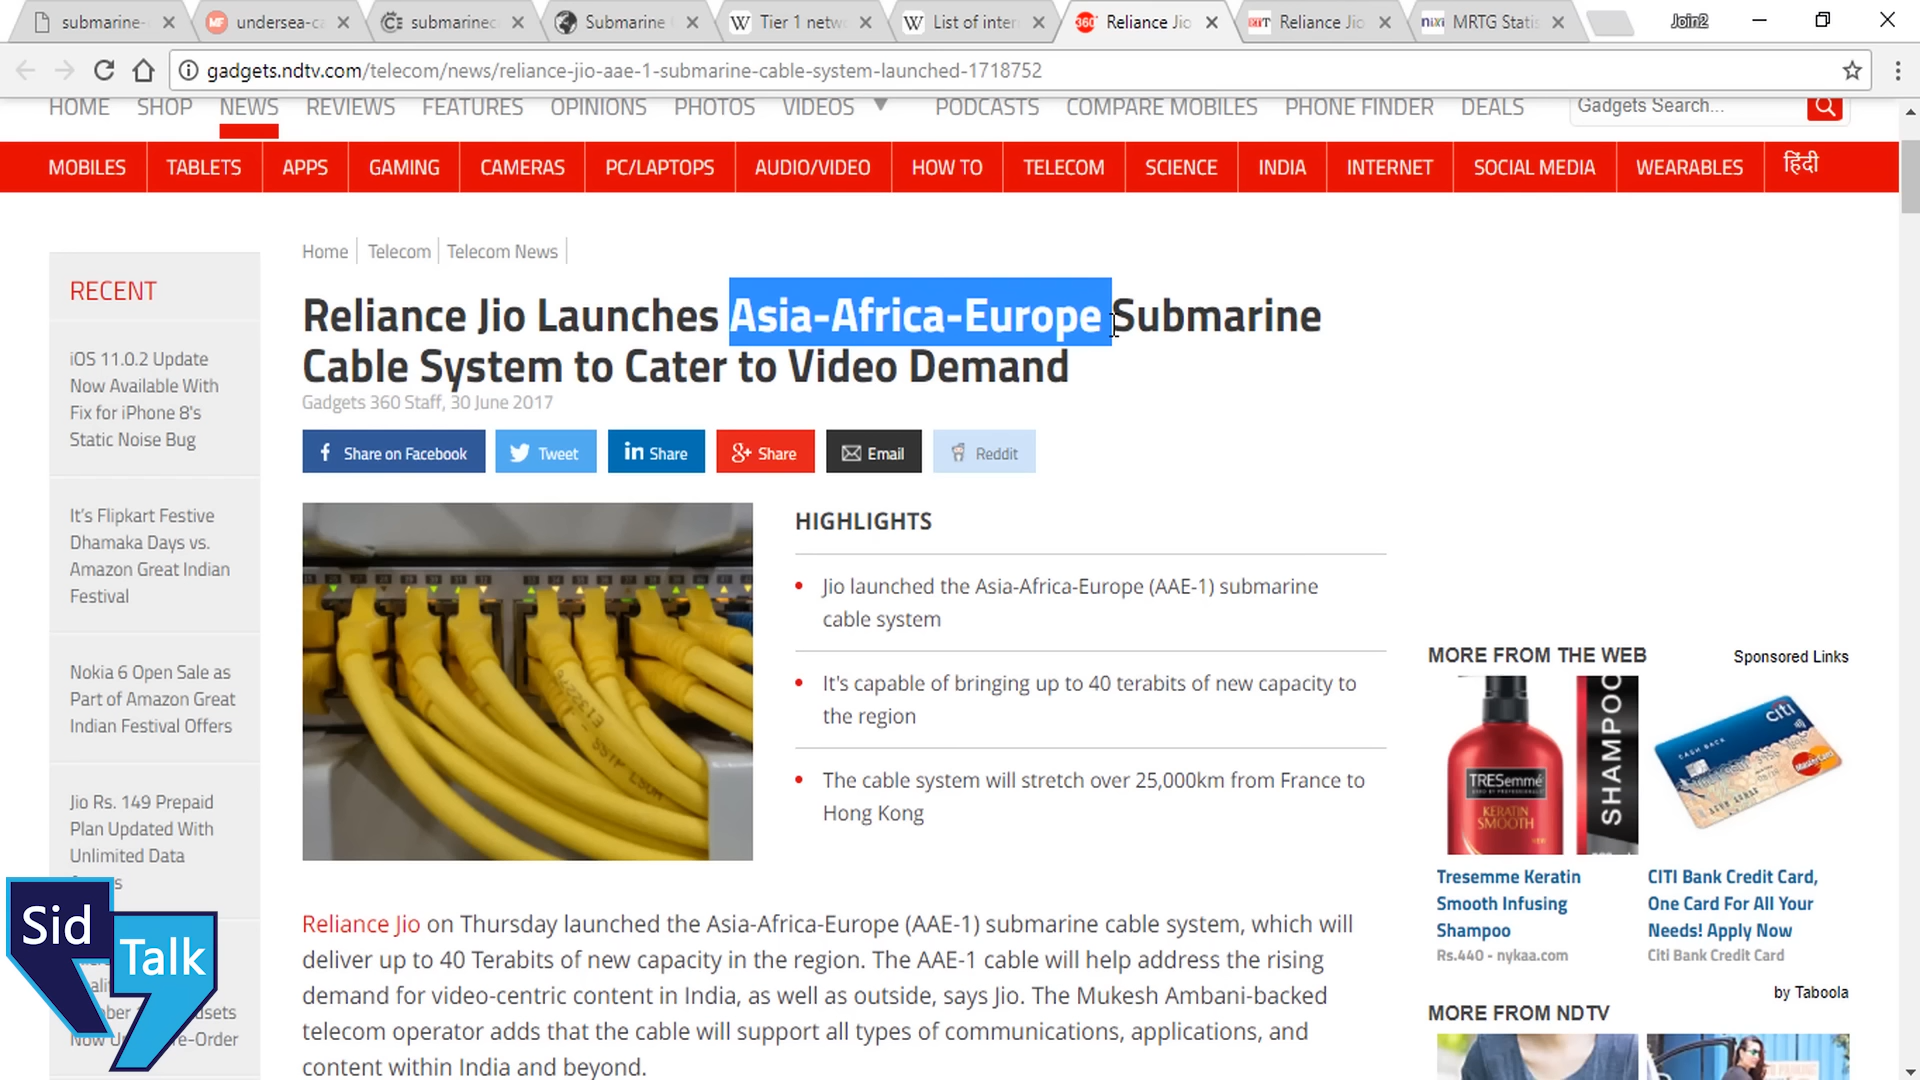 submarine-
undersea-ca
submarinec
Submarine
Tier 1 netw
List of inter
Reliance Jio
Reliance Jio
MRTG Statis
Join2
gadgets.ndtv.com/telecom/news/reliance-jio-aae-1-submarine-cable-system-launched-1718752
HOME SHOP NEWS REVIEWS FEATURES OPINIONS PHOTOS VIDEOS PODCASTS COMPARE MOBILES PHONE FINDER DEALS
Gadgets Search...
MOBILES TABLETS APPS GAMING CAMERAS PC/LAPTOPS AUDIO/VIDEO HOW TO TELECOM SCIENCE INDIA INTERNET SOCIAL MEDIA WEARABLES हिंदी
Home Telecom Telecom News
RECENT
iOS 11.0.2 Update
Now Available With
Fix for iPhone 8's
Static Noise Bug
It's Flipkart Festive
Dhamaka Days vs.
Amazon Great Indian
Festival
Nokia 6 Open Sale as
Part of Amazon Great
Indian Festival Offers
Jio Rs. 149 Prepaid
Plan Updated With
Unlimited Data
Reliance Jio Launches Asia-Africa-Europe Submarine
Cable System to Cater to Video Demand
Gadgets 360 Staff, 30 June 2017
Share on Facebook
Tweet
in Share
g+ Share
Email
Reddit
HIGHLIGHTS
Jio launched the Asia-Africa-Europe (AAE-1) submarine
cable system
It's capable of bringing up to 40 terabits of new capacity to
the region
The cable system will stretch over 25,000km from France to
Hong Kong
Reliance Jio on Thursday launched the Asia-Africa-Europe (AAE-1) submarine cable system, which will
deliver up to 40 Terabits of new capacity in the region. The AAE-1 cable will help address the rising
demand for video-centric content in India, as well as outside, says Jio. The Mukesh Ambani-backed
telecom operator adds that the cable will support all types of communications, applications, and
content within India and beyond.
MORE FROM THE WEB
Sponsored Links
TRESemmé
KERATIN
SMOOTH
SHAMPOO
citi
CASH BACK
MasterCard
Tresemme Keratin
Smooth Infusing
Shampoo
Rs.440 - nykaa.com
CITI Bank Credit Card,
One Card For All Your
Needs! Apply Now
Citi Bank Credit Card
by Taboola
MORE FROM NDTV
Sid
Talk